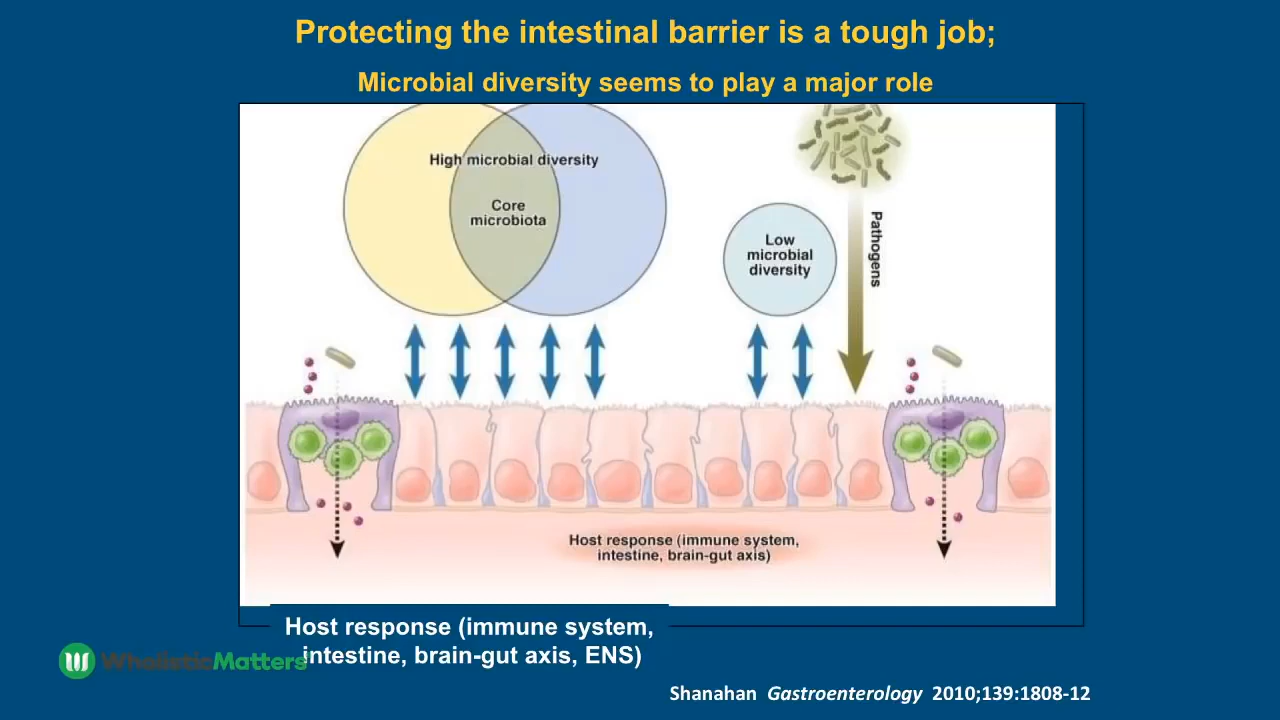 Protecting the intestinal barrier is a tough job;
Microbial diversity seems to play a major role
High microbial diversity
Core
microbiota
Low
microbial
diversity
Pathogens
Host response (immune system,
intestine, brain-gut axis)
Host response (immune system,
intestine, brain-gut axis, ENS)
WholisticMatters
Shanahan Gastroenterology 2010;139:1808-12